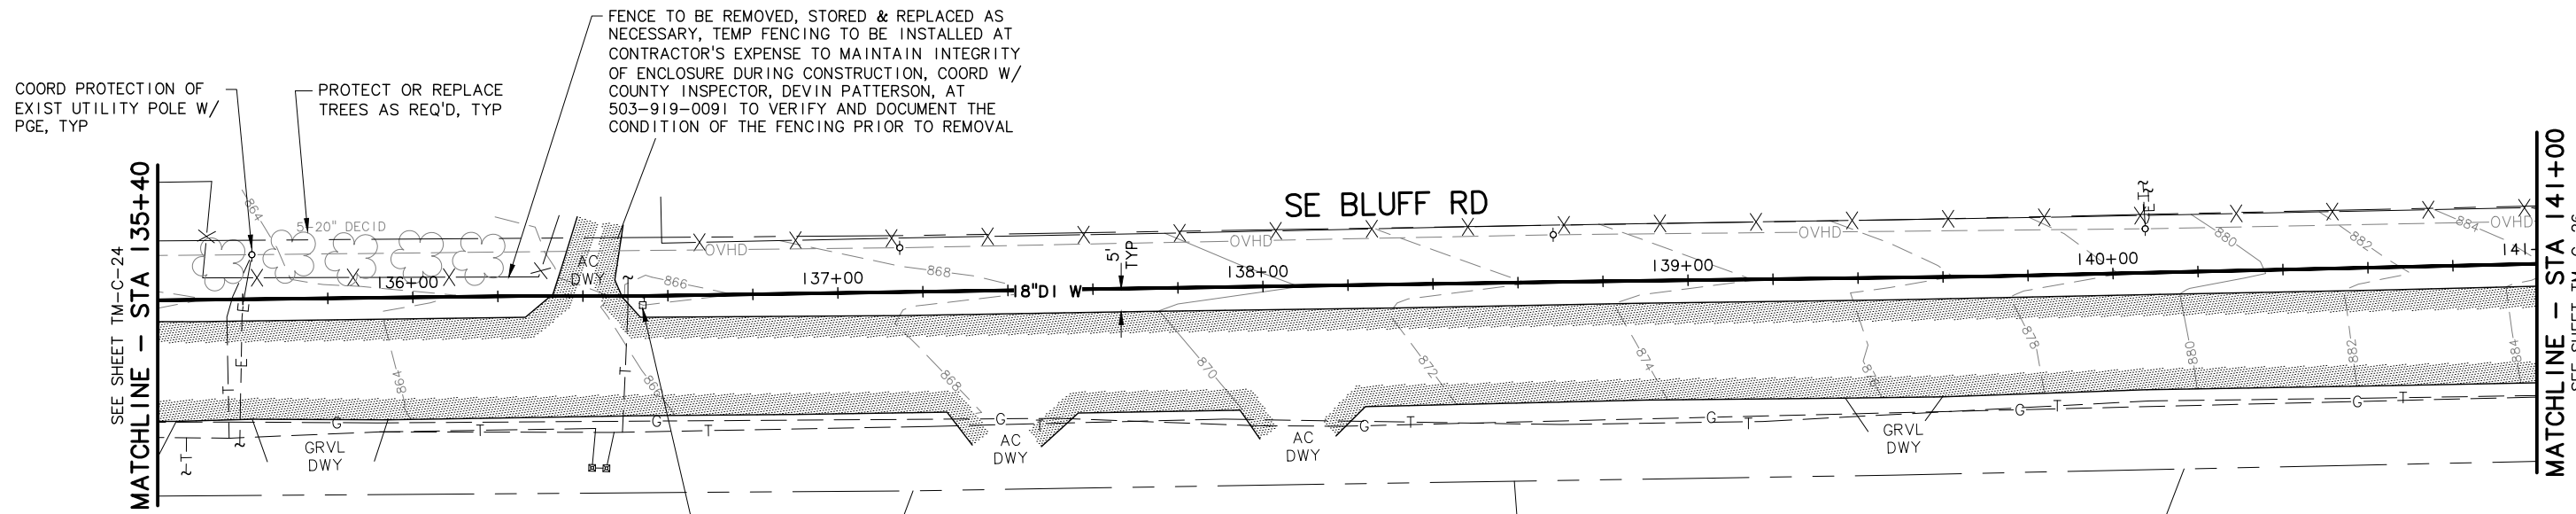 FENCE TO BE REMOVED, STORED & REPLACED AS
NECESSARY, TEMP FENCING TO BE INSTALLED AT
CONTRACTOR'S EXPENSE TO MAINTAIN INTEGRITY
OF ENCLOSURE DURING CONSTRUCTION, COORD W/
COUNTY INSPECTOR, DEVIN PATTERSON, AT
503-919-0091 TO VERIFY AND DOCUMENT THE
CONDITION OF THE FENCING PRIOR TO REMOVAL
COORD PROTECTION OF
EXIST UTILITY POLE W/
PGE, TYP
PROTECT OR REPLACE
TREES AS REQ'D, TYP
SEE SHEET TM-C-24
MATCHLINE - STA 135+40
SE BLUFF RD
MATCHLINE - STA 141+00
864
20" DECID
OVHD
OVHD
OVHD
OVHD
AC
DWY
5'
TYP
136+00
866
137+00
868
138+00
139+00
140+00
880
882
884
141
18"DI W
E
E
T
T
864
866
868
870
872
874
876
878
880
882
884
G
T
G
T
G
T
G
T
G
T
G
T
G
T
T
GRVL
DWY
AC
DWY
AC
DWY
GRVL
DWY